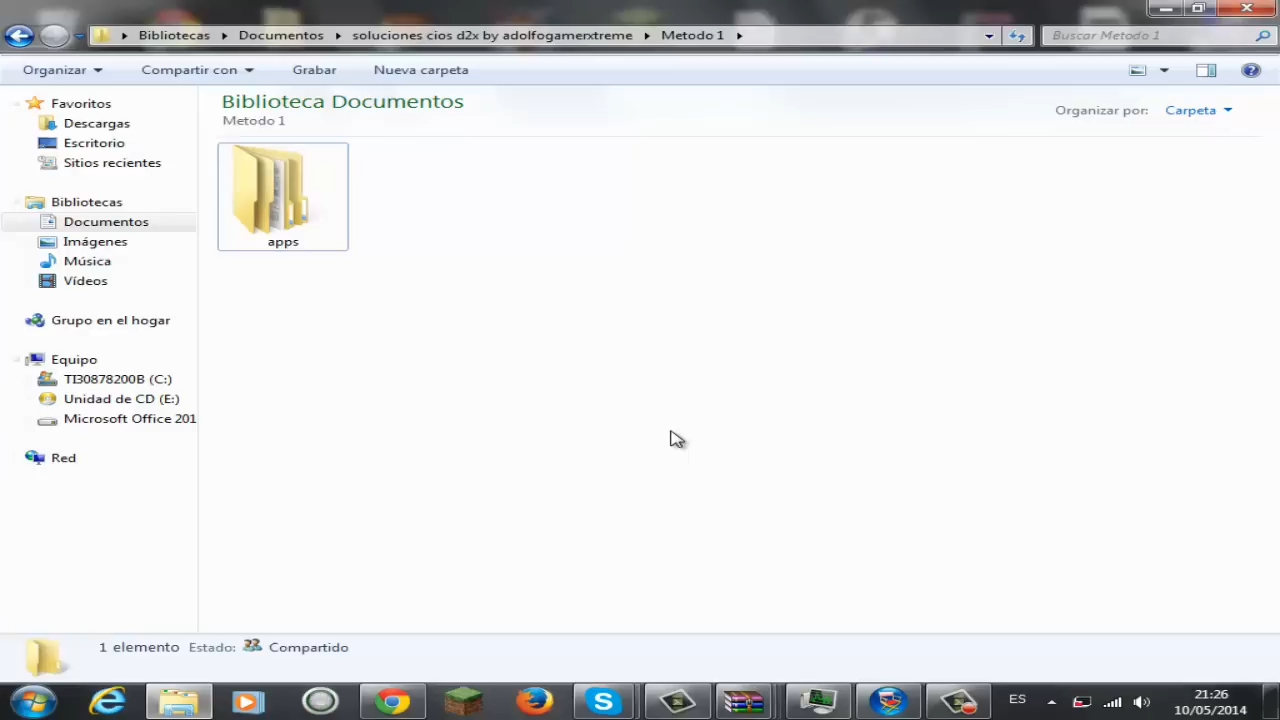 Bibliotecas Documentos soluciones cios d2x by adolfogamerxtreme Metodo 1 Buscar Metodo 1
Organizar Compartir con Grabar Nueva carpeta
Favoritos
Descargas
Escritorio
Sitios recientes
Bibliotecas
Documentos
Imágenes
Música
Vídeos
Grupo en el hogar
Equipo
TI30878200B (C:)
Unidad de CD (E:)
Microsoft Office 201
Red
Biblioteca Documentos
Metodo 1
Organizar por: Carpeta
apps
1 elemento Estado: Compartido
ES
21:26
10/05/2014